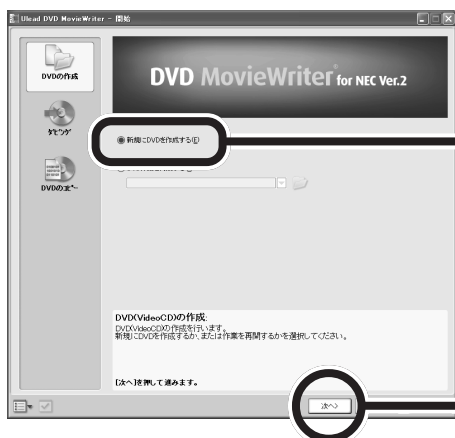 Ulead DVD MovieWriter - 開始
DVDの作成
ダビング
DVDのコピー
DVD MovieWriter for NEC Ver.2
新規にDVDを作成する(E)
DVD(VideoCD)の作成:
DVD(VideoCD)の作成を行います。
新規にDVDを作成するか、または作業を再開するかを選択してください。
[次へ]を押して進みます。
次へ>